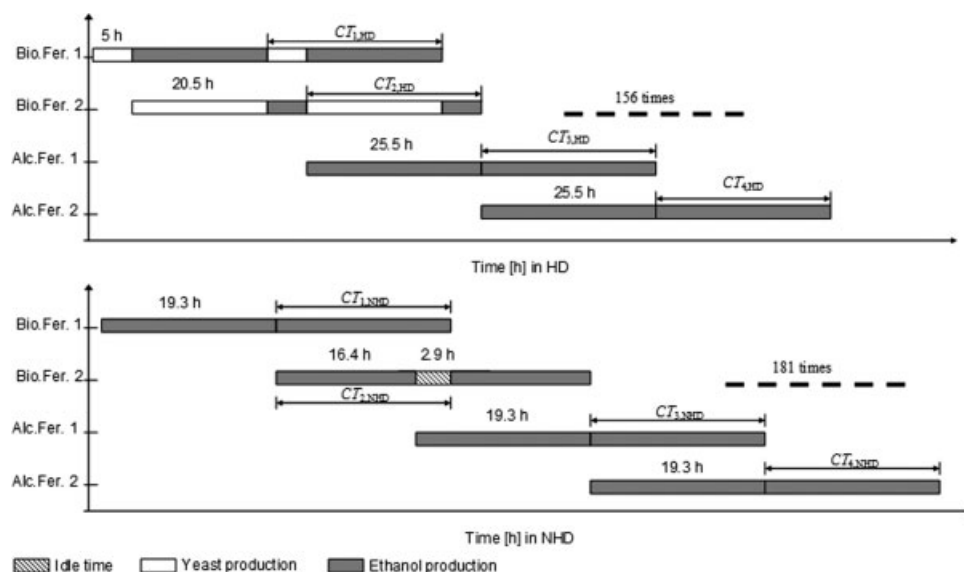 5 h
CT1,HD
Bio.Fer. 1
20.5 h
CT2,HD
156 times
Bio.Fer. 2
25.5 h
CT3,HD
Alc.Fer. 1
25.5 h
CT4,HD
Alc.Fer. 2
Time [h] in HD
19.3 h
CT1,NHD
Bio.Fer. 1
16.4 h
2.9 h
181 times
Bio.Fer. 2
CT2,NHD
19.3 h
CT3,NHD
Alc.Fer. 1
19.3 h
CT4,NHD
Alc.Fer. 2
Time [h] in NHD
Idle time
Yeast production
Ethanol production